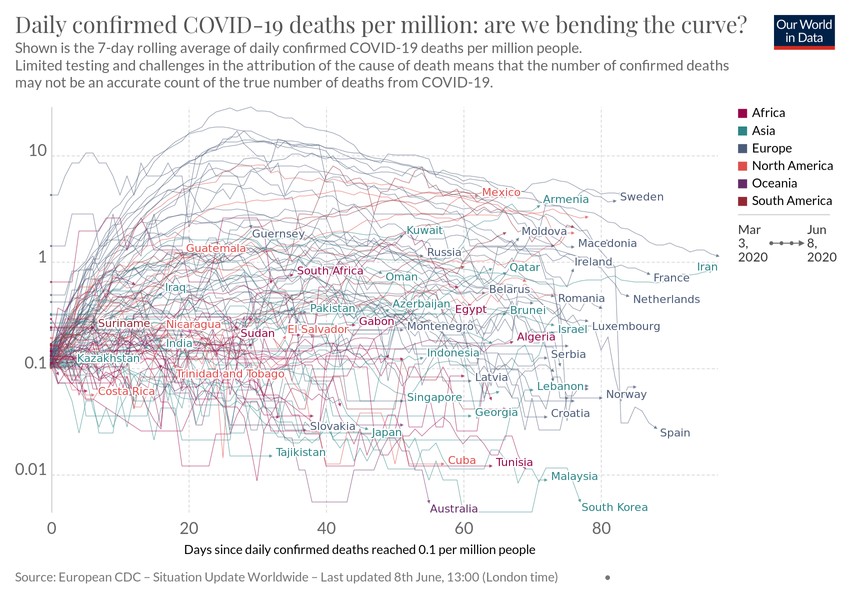 Daily confirmed COVID-19 deaths per million: are we bending the curve?
Our World
in Data
Shown is the 7-day rolling average of daily confirmed COVID-19 deaths per million people.
Limited testing and challenges in the attribution of the cause of death means that the number of confirmed deaths
may not be an accurate count of the true number of deaths from COVID-19.
Africa
Asia
Europe
North America
Oceania
South America
Mar
3,
2020
Jun
8,
2020
10
1
0.1
0.01
Mexico
Armenia
Sweden
Guernsey
Kuwait
Moldova
Macedonia
Guatemala
Russia
Ireland
Iran
South Africa
Oman
Qatar
France
Iraq
Belarus
Romania
Netherlands
Pakistan
Azerbaijan
Egypt
Brunei
Suriname
Nicaragua
El Salvador
Gabon
Montenegro
Israel
Luxembourg
Sudan
Algeria
India
Indonesia
Serbia
Kazakhstan
Trinidad and Tobago
Latvia
Lebanon
Costa Rica
Singapore
Norway
Georgia
Croatia
Slovakia
Japan
Spain
Tajikistan
Cuba
Tunisia
Malaysia
Australia
South Korea
0
20
40
60
80
Days since daily confirmed deaths reached 0.1 per million people
Source: European CDC – Situation Update Worldwide – Last updated 8th June, 13:00 (London time)